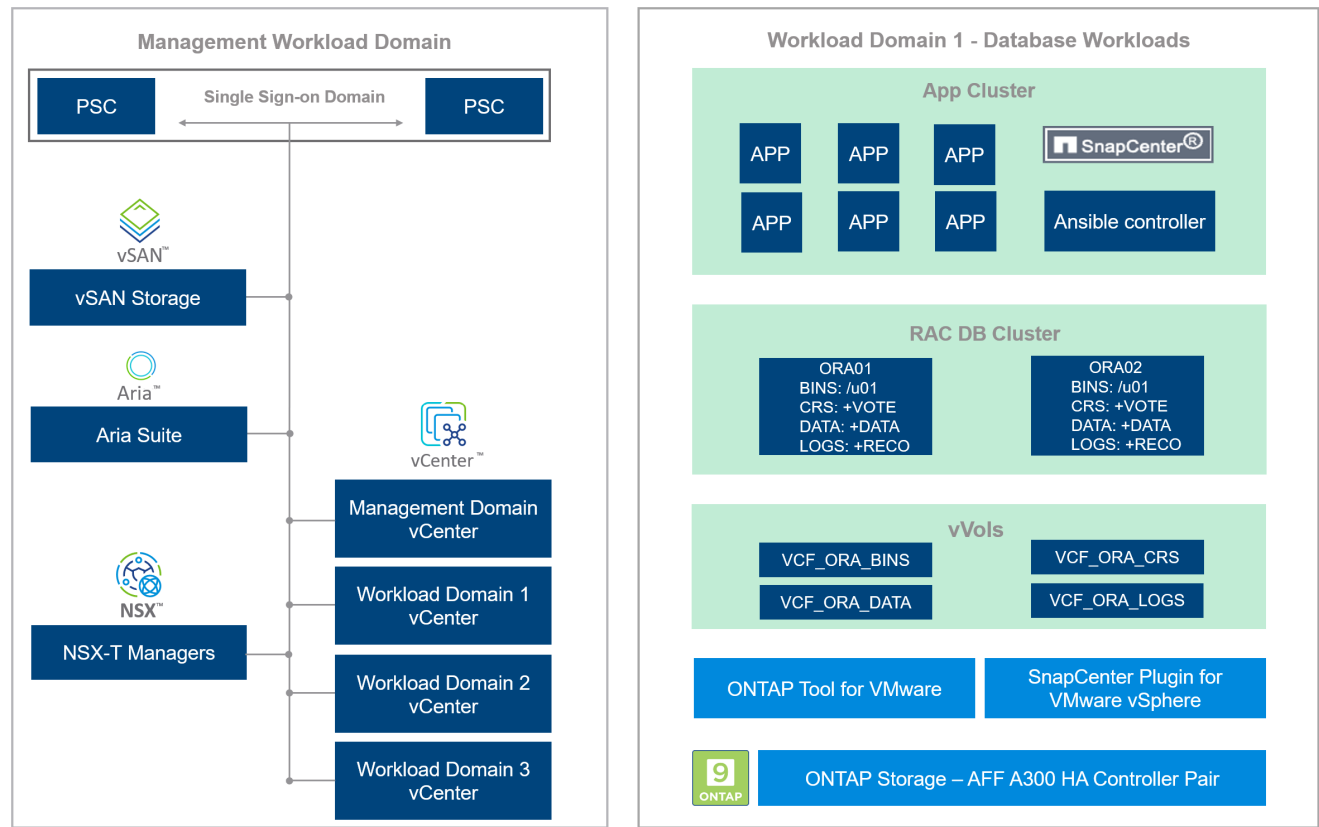 Management Workload Domain
PSC
Single Sign-on Domain
PSC
vSAN™
vSAN Storage
Aria™
Aria Suite
vCenter™
Management Domain
vCenter
Workload Domain 1
vCenter
NSX™
NSX-T Managers
Workload Domain 2
vCenter
Workload Domain 3
vCenter
Workload Domain 1 - Database Workloads
App Cluster
APP
APP
APP
SnapCenter®
APP
APP
APP
Ansible controller
RAC DB Cluster
ORA01
BINS: /u01
CRS: +VOTE
DATA: +DATA
LOGS: +RECO
ORA02
BINS: /u01
CRS: +VOTE
DATA: +DATA
LOGS: +RECO
vVols
VCF_ORA_BINS
VCF_ORA_CRS
VCF_ORA_DATA
VCF_ORA_LOGS
ONTAP Tool for VMware
SnapCenter Plugin for
VMware vSphere
9
ONTAP
ONTAP Storage – AFF A300 HA Controller Pair